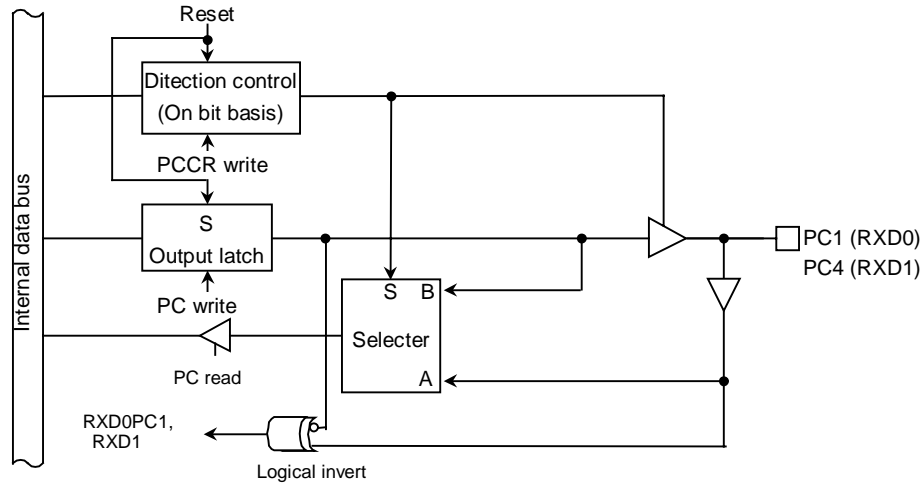 Reset
Ditection control
(On bit basis)
PCCR write
Internal data bus
S
Output latch
PC write
PC1 (RXD0)
PC4 (RXD1)
S B
Selecter
A
PC read
RXD0PC1,
RXD1
Logical invert